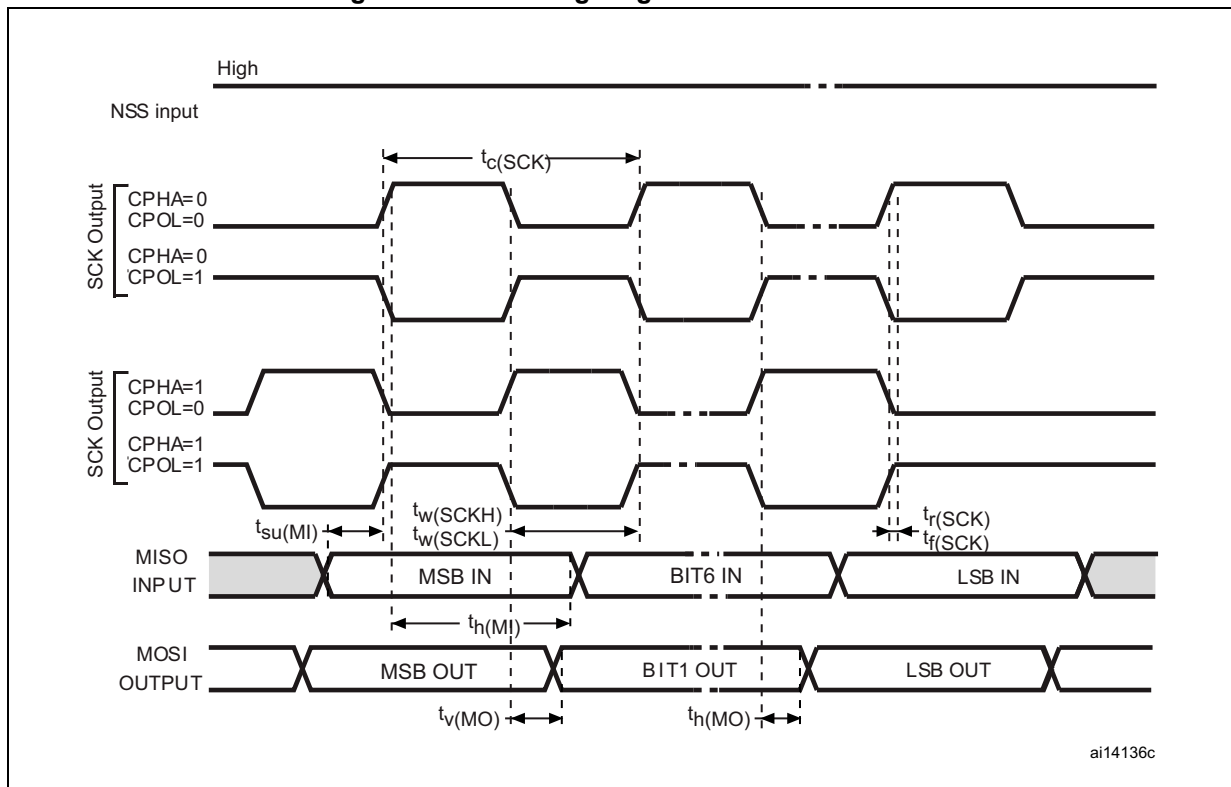 High
NSS input
tc(SCK)
SCK Output
CPHA=0
CPOL=0
CPHA=0
CPOL=1
SCK Output
CPHA=1
CPOL=0
CPHA=1
CPOL=1
tsu(MI)
tw(SCKH)
tw(SCKL)
tr(SCK)
tf(SCK)
MISO
INPUT
MSB IN
BIT6 IN
LSB IN
th(MI)
MOSI
OUTPUT
MSB OUT
BIT1 OUT
LSB OUT
tv(MO)
th(MO)
ai14136c